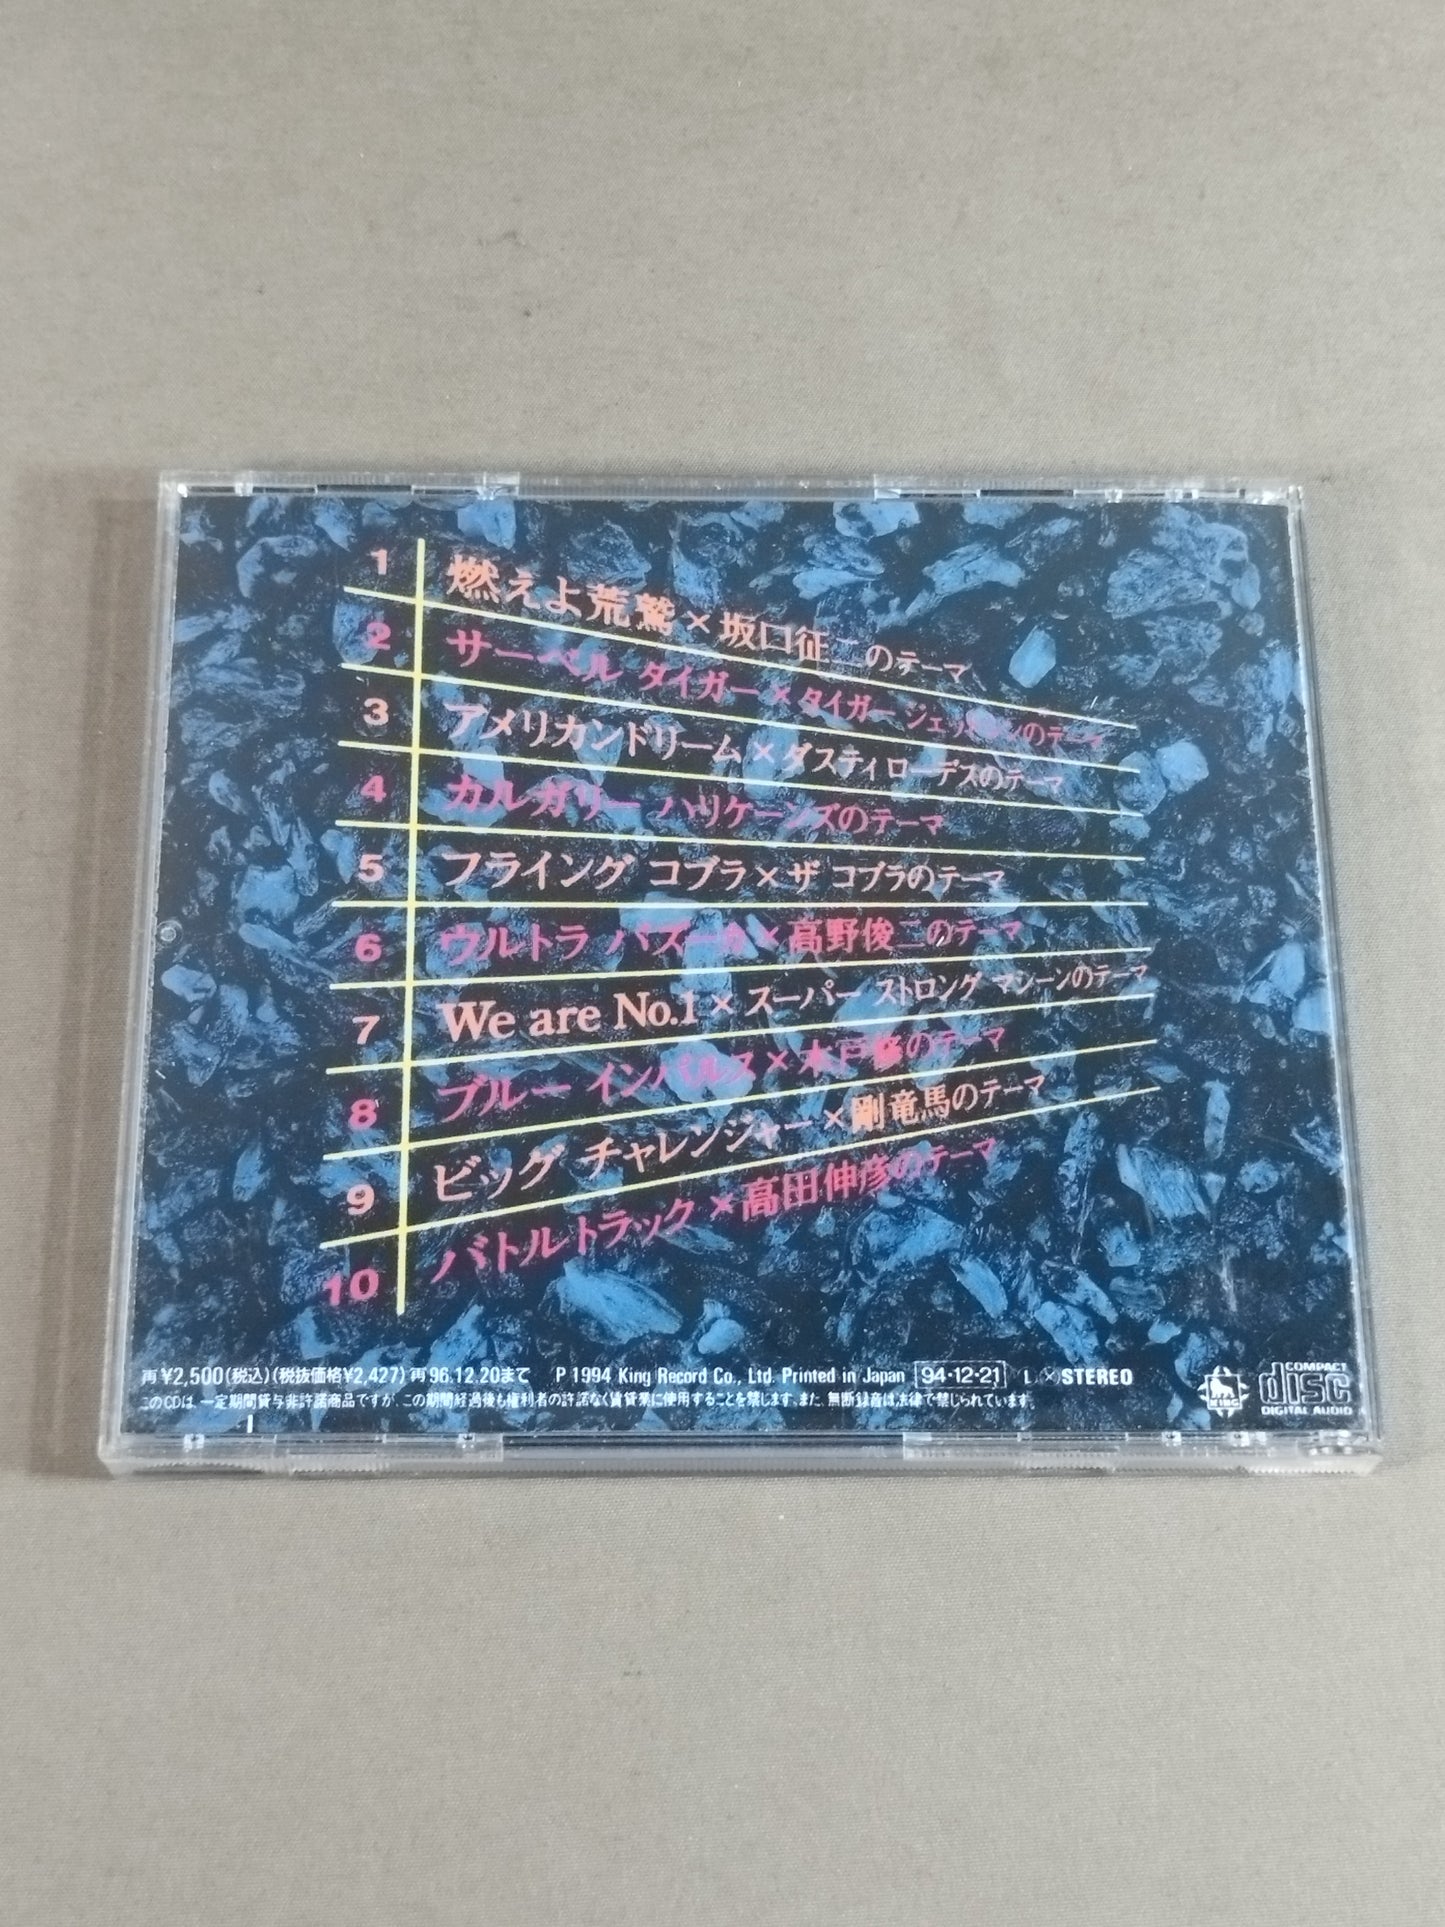 1 燃えよ荒鷲×坂口征二のテーマ
2 サーベル タイガー×タイガー ジェット シンのテーマ
3 アメリカンドリーム×ダスティ ローデスのテーマ
4 カルガリー ハリケーンズのテーマ
5 フライング コブラ×ザ コブラのテーマ
6 ウルトラ バズーカ×高野俊二のテーマ
7 We are No.1×スーパー ストロング マシーンのテーマ
8 ブルー インパルス×木戸修のテーマ
9 ビッグ チャレンジャー×剛竜馬のテーマ
10 バトルトラック×高田伸彦のテーマ
再¥2,500(税込)(税抜価格¥2,427)再96.12.20まで P 1994 King Record Co., Ltd. Printed in Japan 94・12・21 L × STEREO
このCDは、一定期間貸与非許諾商品ですが、この期間経過後も権利者の許諾なく賃貸業に使用することを禁じます。また、無断録音は法律で禁じられています。
KING
COMPACT
disc
DIGITAL AUDIO